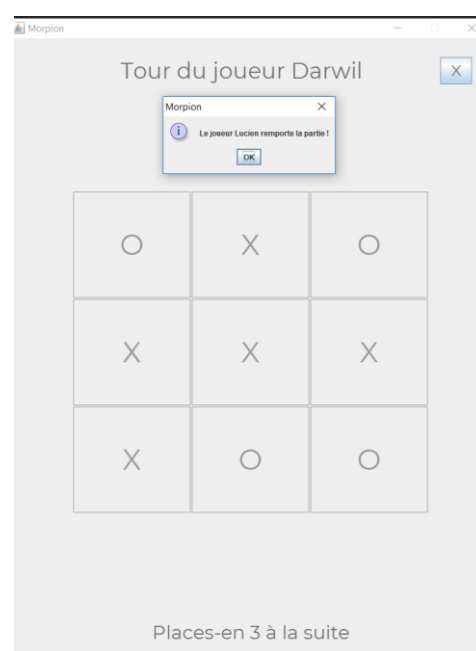 Morpion
Tour du joueur Darwil
X
Morpion
Le joueur Lucien remporte la partie !
OK
O X O
X X X
X O O
Places-en 3 à la suite